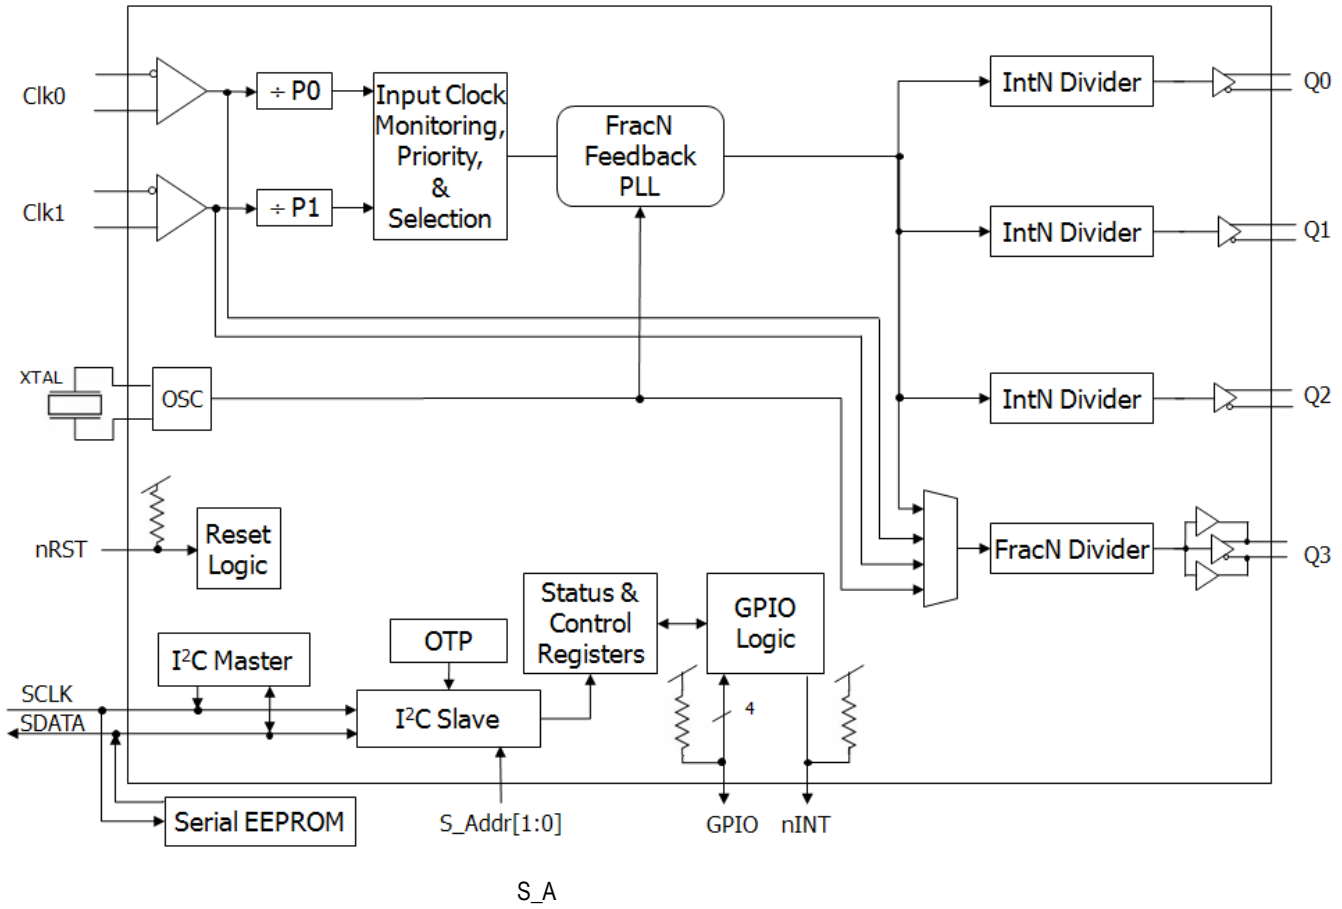 Clk0
÷ P0
Input Clock
Monitoring,
Priority,
&
Selection
FracN
Feedback
PLL
IntN Divider
Q0
Clk1
÷ P1
IntN Divider
Q1
XTAL
OSC
IntN Divider
Q2
nRST
Reset
Logic
FracN Divider
Q3
Status &
Control
Registers
GPIO
Logic
I²C Master
OTP
SCLK
SDATA
I²C Slave
4
Serial EEPROM
S_Addr[1:0]
GPIO
nINT
S_A